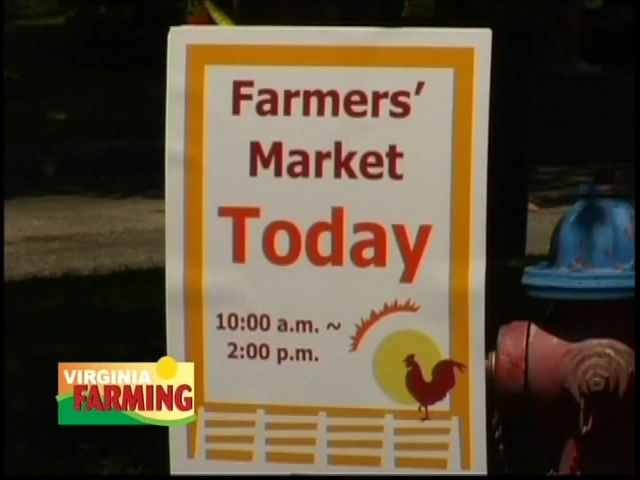 Farmers'
Market
Today
10:00 a.m. ~
2:00 p.m.
VIRGINIA
FARMING